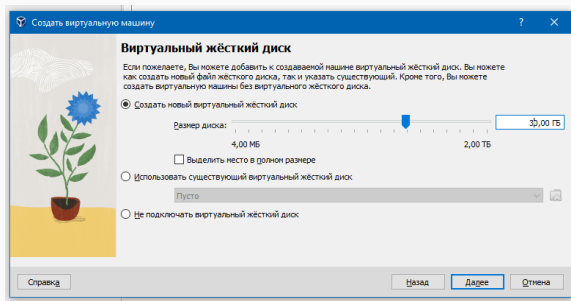 Создать виртуальную машину
Виртуальный жёсткий диск
Если пожелаете, Вы можете добавить к создаваемой машине виртуальный жёсткий диск. Вы можете
как создать новый файл жёсткого диска, так и указать существующий. Кроме того, Вы можете
создать виртуальную машины без виртуального жёсткого диска.
Создать новый виртуальный жёсткий диск
Размер диска:
30,00 ГБ
4,00 МБ 2,00 ТБ
Выделить место в полном размере
Использовать существующий виртуальный жёсткий диск
Пусто
Не подключать виртуальный жёсткий диск
Справка Назад Далее Отмена